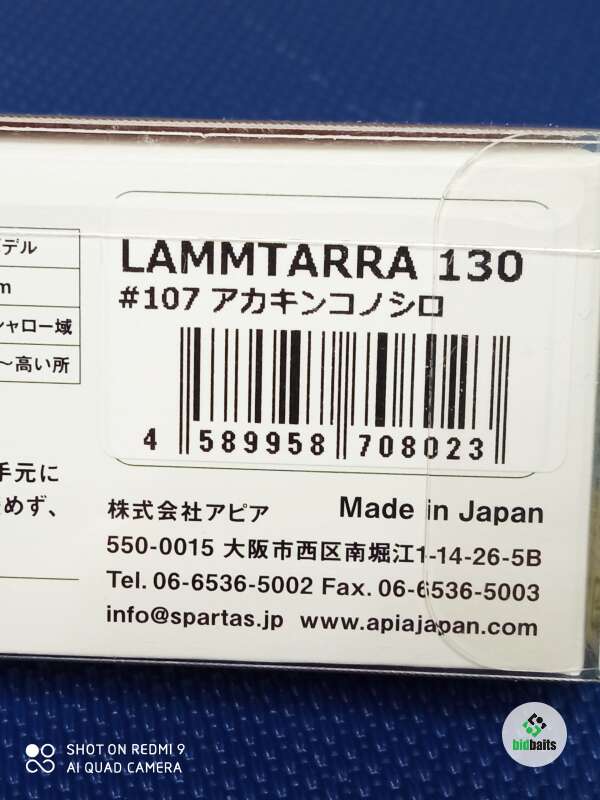 LAMMTARRA 130
#107 アカキンコノシロ
4 589958 708023
デル
m
シャロー域
〜高い所
手元に
めず、
株式会社アピア Made in Japan
550-0015 大阪市西区南堀江1-14-26-5B
Tel. 06-6536-5002 Fax. 06-6536-5003
info@spartas.jp www.apiajapan.com
bidbaits
SHOT ON REDMI 9
AI QUAD CAMERA